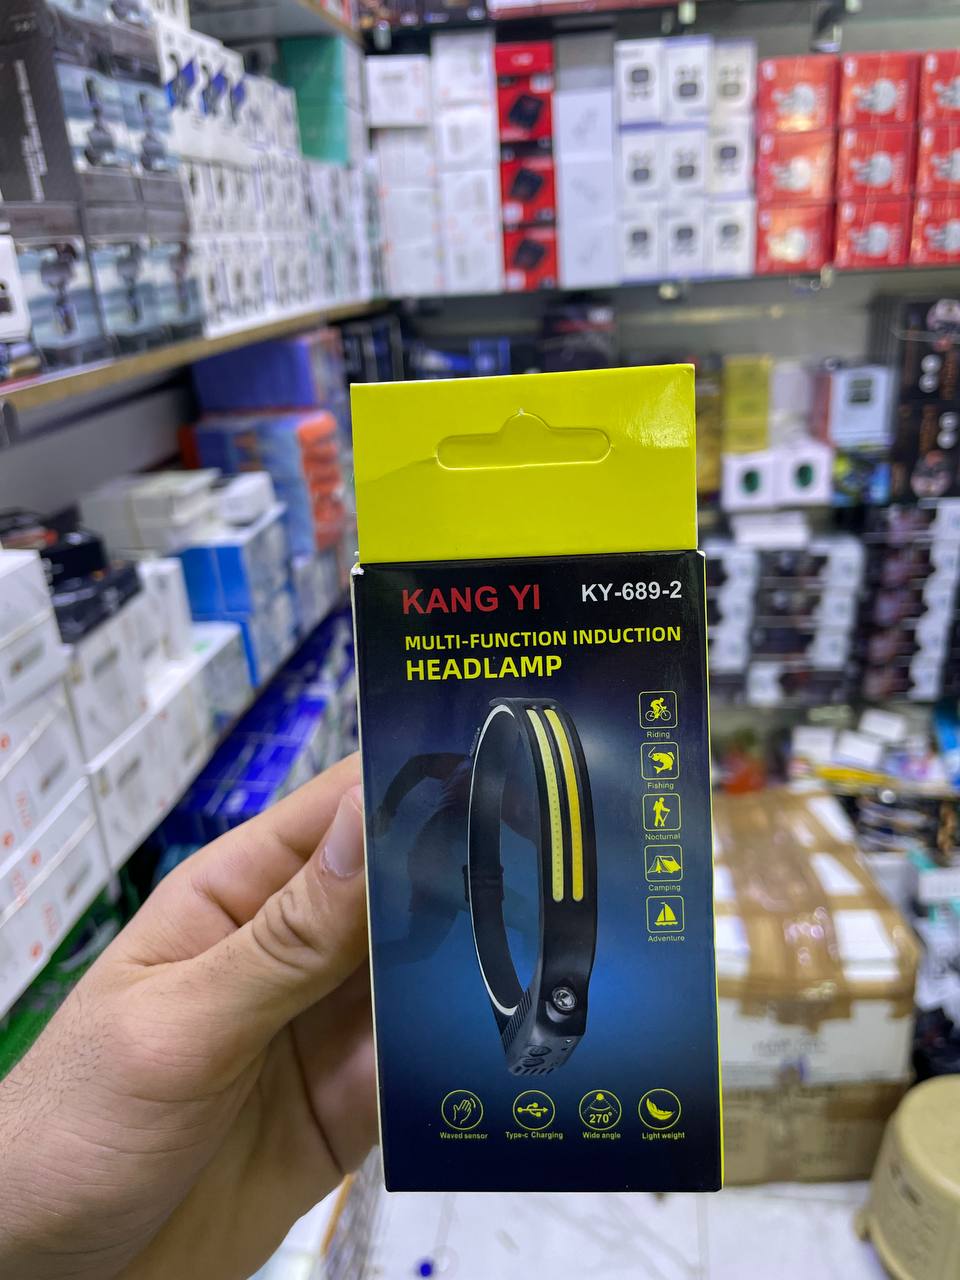 KANG YI KY-689-2
MULTI-FUNCTION INDUCTION
HEADLAMP
Riding
Fishing
Nocturnal
Camping
Adventure
270°
Waved sensor Type-c Charging Wide angle Light weight